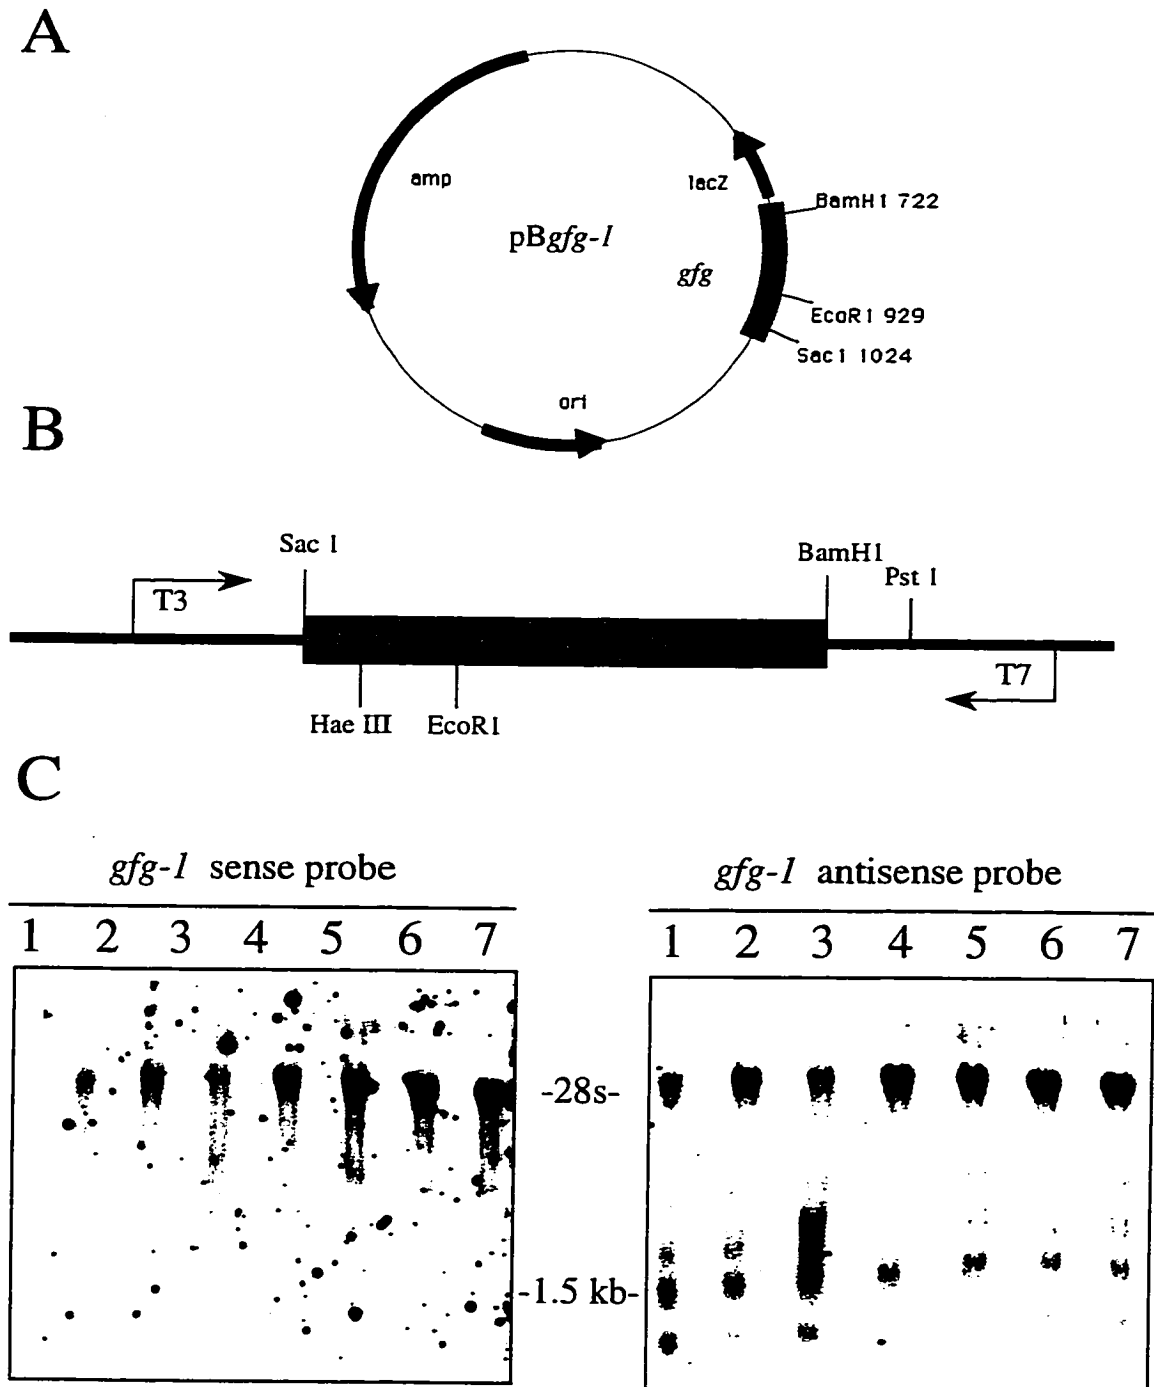 A
amp
lacZ
BamH1 722
pBgfg-1
gfg
EcoR1 929
Sac1 1024
ori
B
Sac 1
BamH1
Pst 1
T3
T7
Hae III
EcoR1
C
gfg-1 sense probe
gfg-1 antisense probe
1 2 3 4 5 6 7
1 2 3 4 5 6 7
-28s-
-1.5 kb-